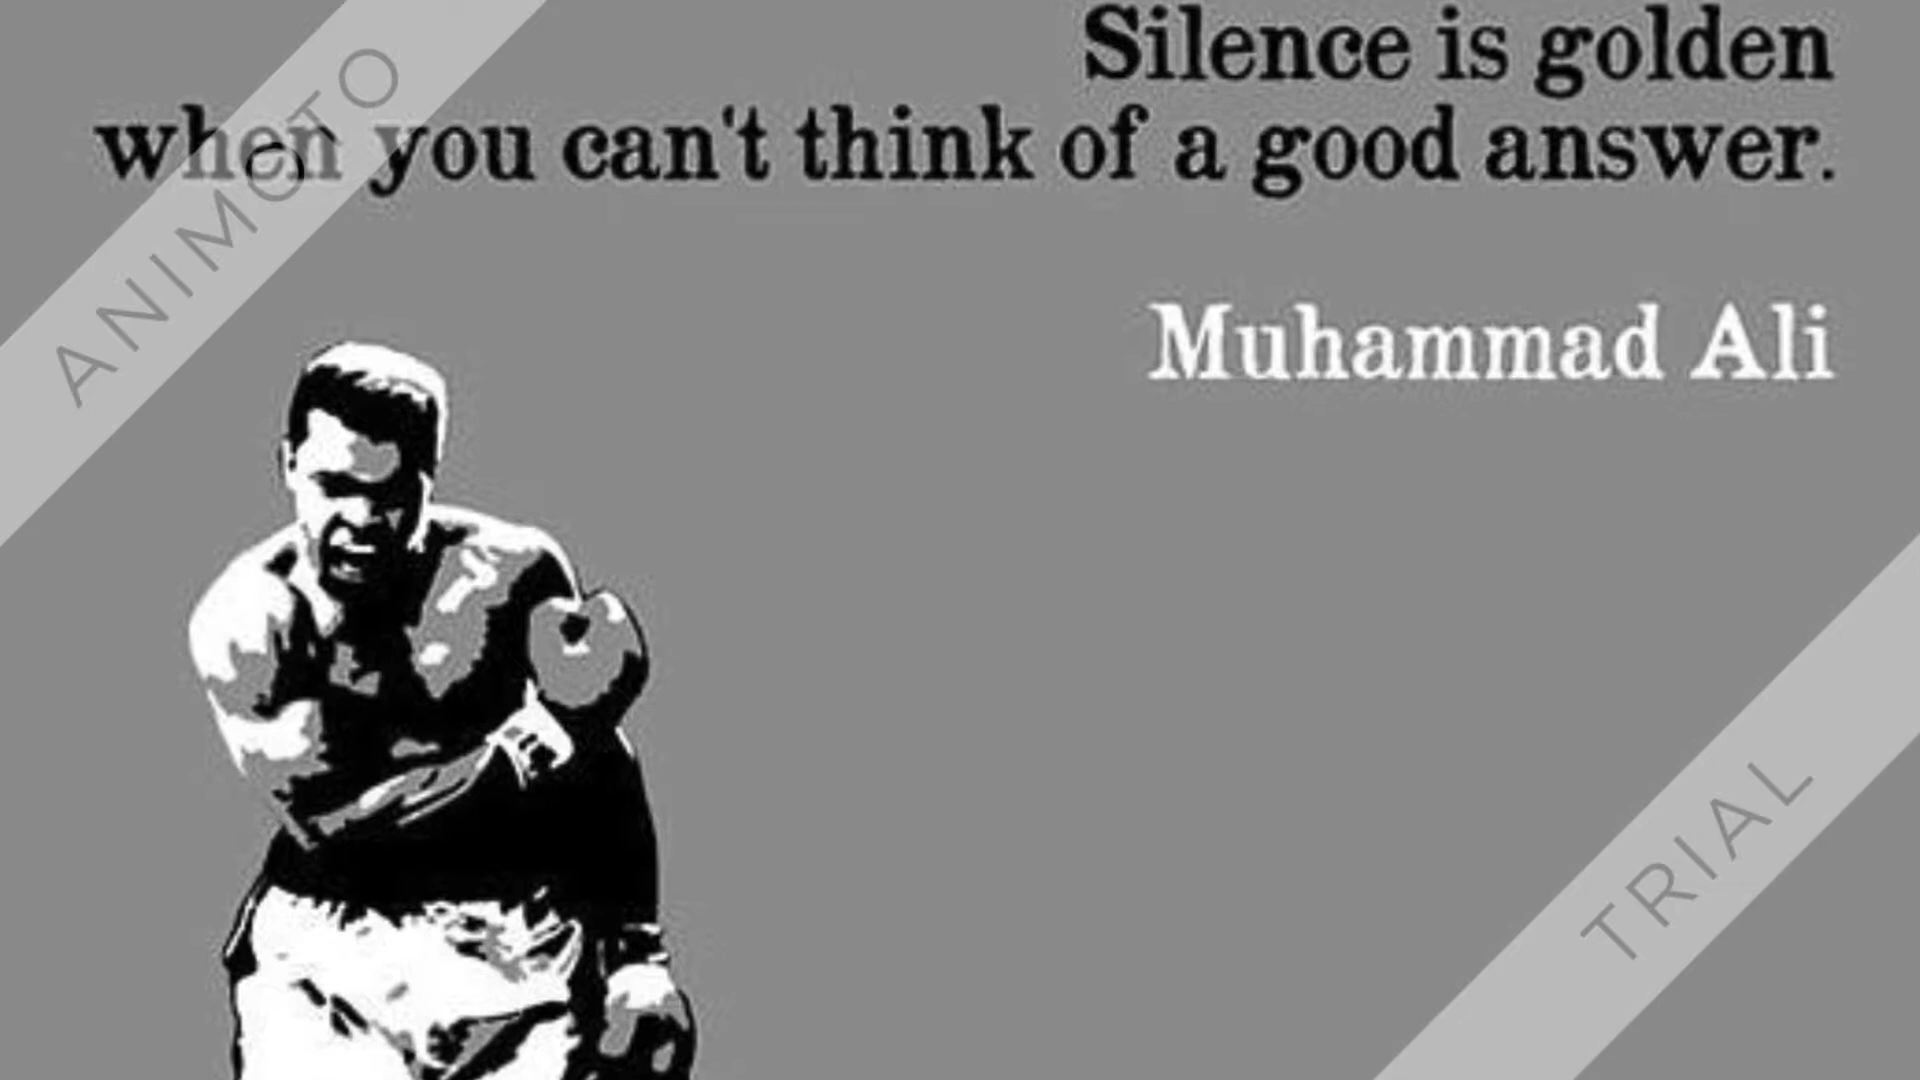 Silence is golden
when you can't think of a good answer.
Muhammad Ali
ANIMOTO
TRIAL